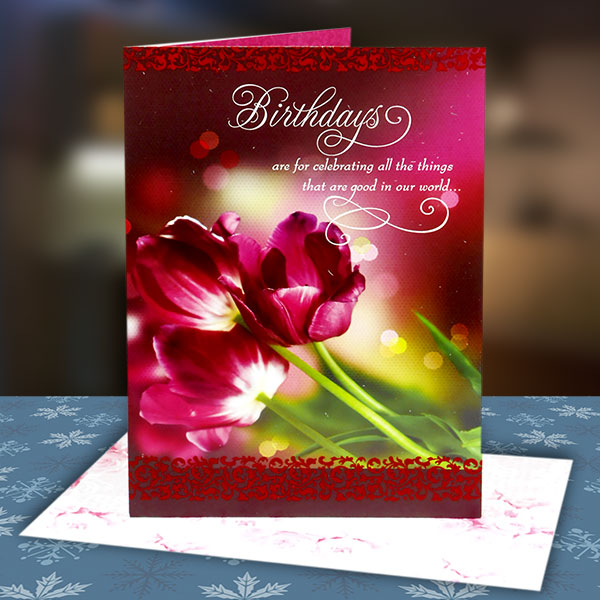 Birthdays
are for celebrating all the things
that are good in our world...